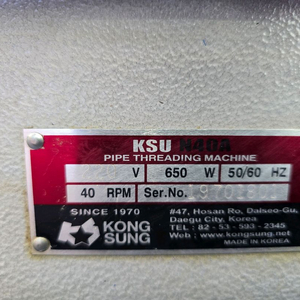 KSU
PIPE THREADING MACHINE
V 650 W 50/60 HZ
40 RPM Ser.No.
SINCE 1970
KONG
SUNG
#47, Hosan Ro, Dalseo-Gu,
Daegu City, Korea
TEL : 82 - 53 - 593 - 2345
Web : www.kongsung.net
MADE IN KOREA